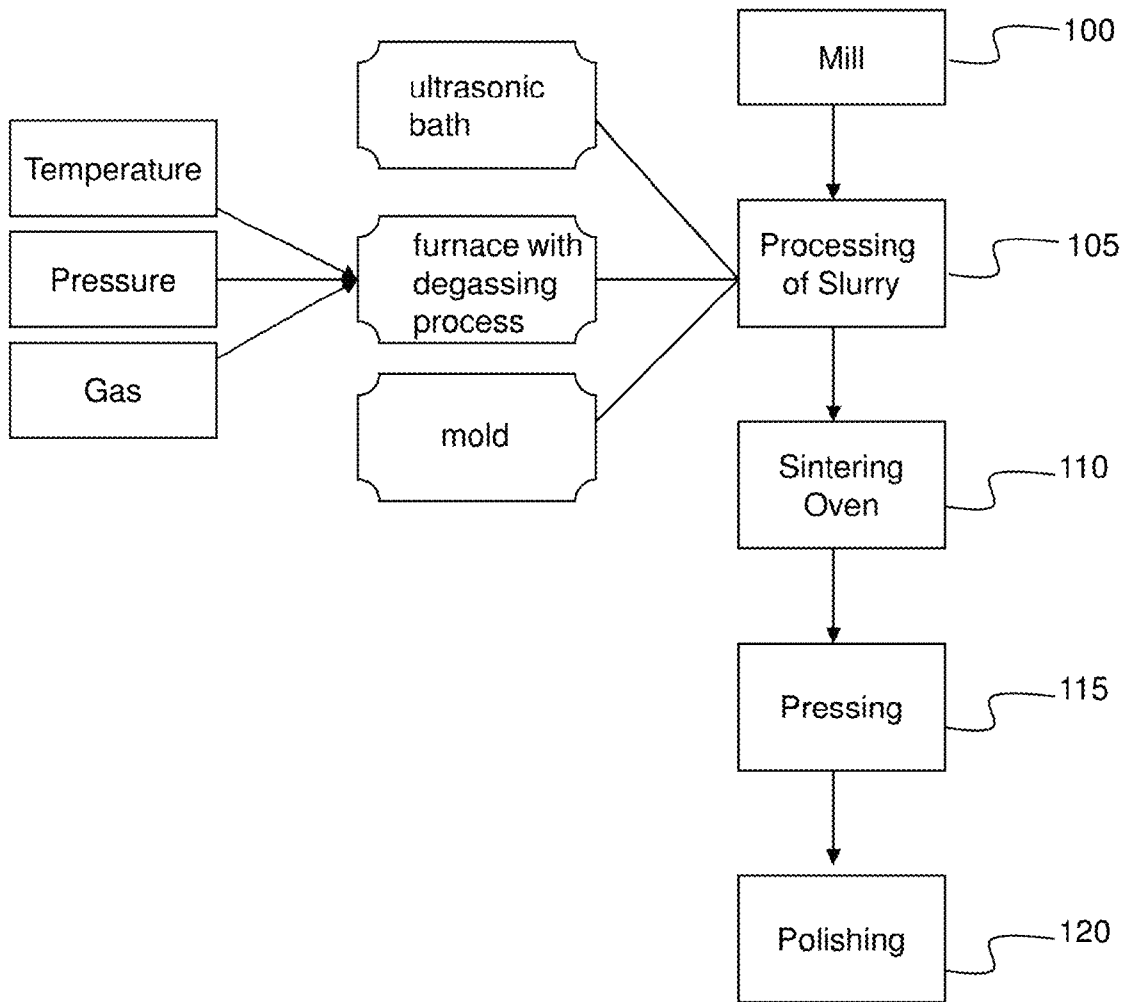 Mill
100
ultrasonic
bath
Temperature
Pressure
Gas
furnace with
degassing
process
mold
Processing
of Slurry
105
Sintering
Oven
110
Pressing
115
Polishing
120